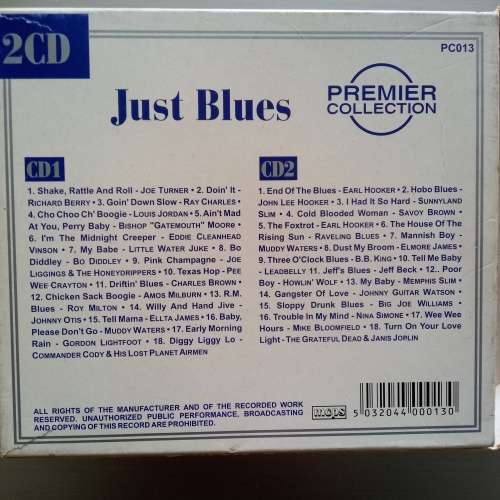 2CD
PC013
Just Blues
PREMIER
COLLECTION
CD1
1. Shake, Rattle And Roll - JOE TURNER • 2. Doin' It -
RICHARD BERRY • 3. Goin' Down Slow - RAY CHARLES •
4. Cho Choo Ch' Boogie - LOUIS JORDAN • 5. Ain't Mad
At You, Perry Baby - BISHOP "GATEMOUTH" MOORE •
6. I'm The Midnight Creeper - EDDIE CLEANHEAD
VINSON • 7. My Babe - LITTLE WATER JUKE • 8. Bo
Diddley - BO DIDDLEY • 9. Pink Champagne - JOE
LIGGINGS & THE HONEYDRIPPERS • 10. Texas Hop - PEE
WEE CRAYTON • 11. Driftin' Blues - CHARLES BROWN •
12. Chicken Sack Boogie - AMOS MILBURN • 13. R.M.
Blues - ROY MILTON • 14. Willy And Hand Jive -
JOHNNY OTIS • 15. Tell Mama - ELLTA JAMES • 16. Baby,
Please Don't Go - MUDDY WATERS • 17. Early Morning
Rain - GORDON LIGHTFOOT • 18. Diggy Liggy Lo -
COMMANDER CODY & HIS LOST PLANET AIRMEN
CD2
1. End Of The Blues - EARL HOOKER • 2. Hobo Blues -
JOHN LEE HOOKER • 3. I Had It So Hard - SUNNYLAND
SLIM • 4. Cold Blooded Woman - SAVOY BROWN •
5. The Foxtrot - EARL HOOKER • 6. The House Of The
Rising Sun - RAVELING BLUES • 7. Mannish Boy -
MUDDY WATERS • 8. Dust My Broom - ELMORE JAMES •
9. Three O'Clock Blues - B.B. KING • 10. Tell Me Baby
- LEADBELLY • 11. Jeff's Blues - JEFF BECK • 12.. Poor
Boy - HOWLIN' WOLF • 13. My Baby - MEMPHIS SLIM •
14. Gangster Of Love - JOHNNY GUITAR WATSON •
15. Sloppy Drunk Blues - BIG JOE WILLIAMS •
16. Trouble In My Mind - NINA SIMONE • 17. Wee Wee
Hours - MIKE BLOOMFIELD • 18. Turn On Your Love
Light - THE GRATEFUL DEAD & JANIS JOPLIN
ALL RIGHTS OF THE MANUFACTURER AND OF THE RECORDED WORK
RESERVED. UNAUTHORIZED PUBLIC PERFORMANCE, BROADCASTING
AND COPYING OF THIS RECORD ARE PROHIBITED.
mcps
5 032044 000130